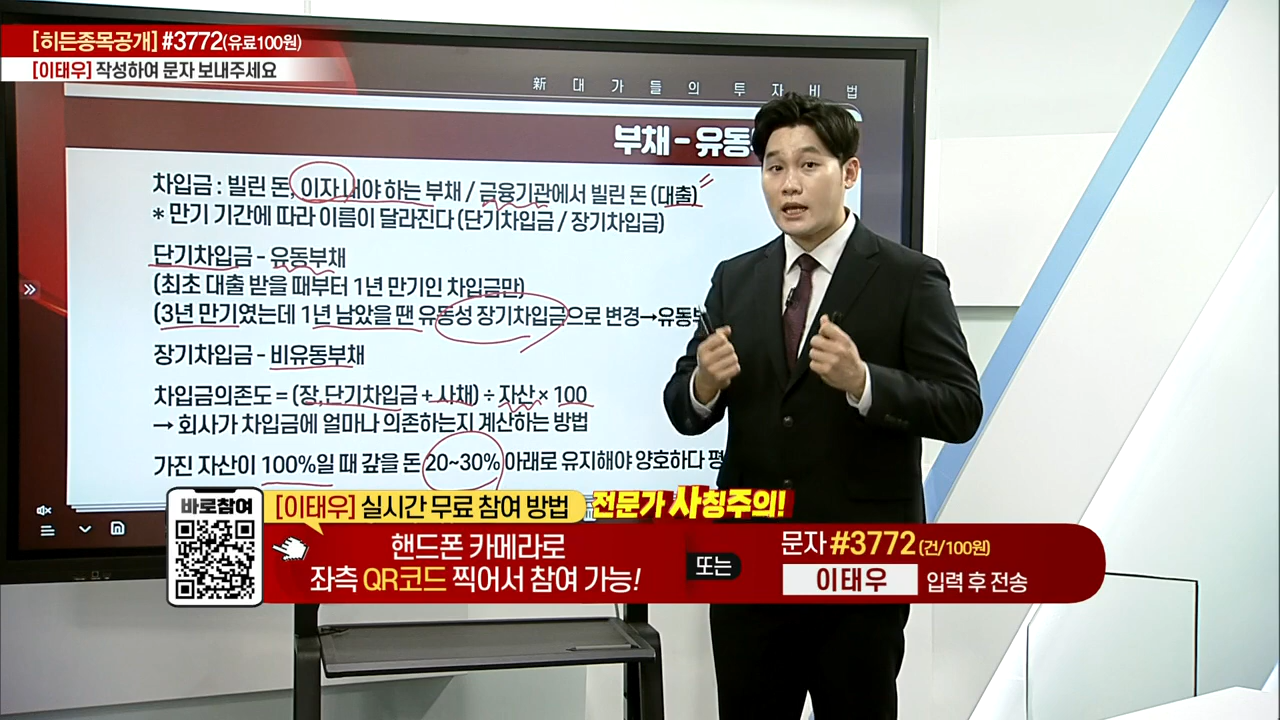 [히든종목공개] #3772(유료100원)
[이태우] 작성하여 문자 보내주세요
新 대 가 들 의 투 자 비 법
부채 - 유동
차입금 : 빌린 돈, 이자 내야 하는 부채 / 금융기관에서 빌린 돈 (대출)
* 만기 기간에 따라 이름이 달라진다 (단기차입금 / 장기차입금)
단기차입금 - 유동부채
(최초 대출 받을 때부터 1년 만기인 차입금만)
(3년 만기였는데 1년 남았을 땐 유동성 장기차입금으로 변경→유동부
장기차입금 - 비유동부채
차입금의존도 = (장,단기차입금 + 사채) ÷ 자산 × 100
→ 회사가 차입금에 얼마나 의존하는지 계산하는 방법
가진 자산이 100%일 때 갚을 돈 20~30% 아래로 유지해야 양호하다 평
바로참여
[이태우] 실시간 무료 참여 방법
전문가 사칭주의!
핸드폰 카메라로
좌측 QR코드 찍어서 참여 가능!
또는
문자 #3772 (건/100원)
이태우 입력 후 전송